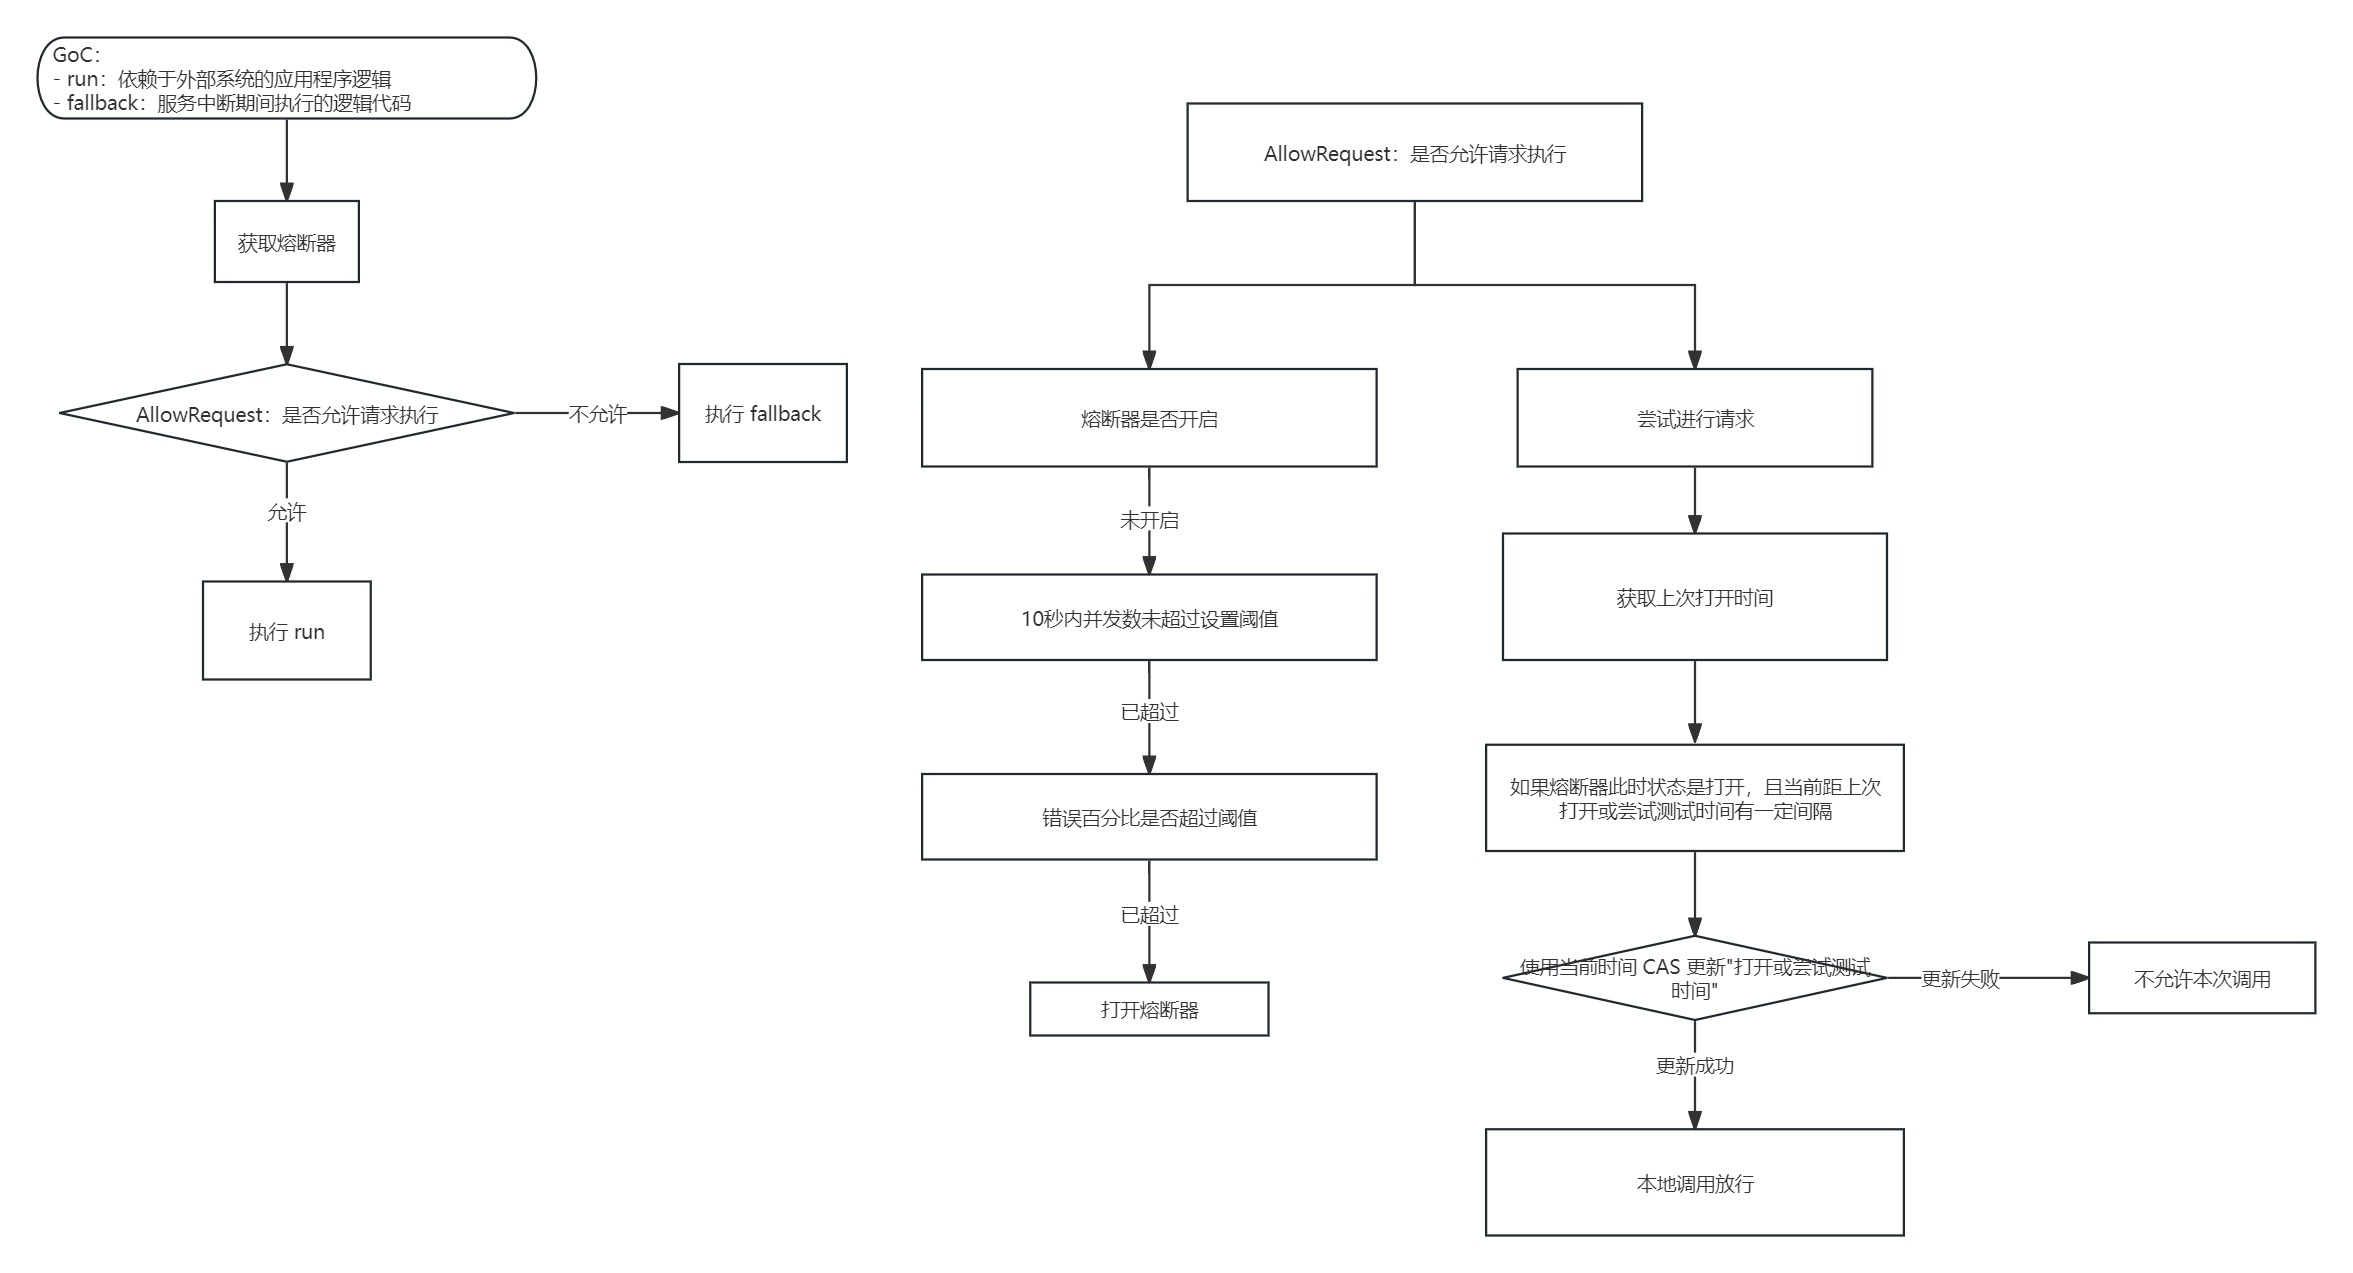 GoC：
- run：依赖于外部系统的应用程序逻辑
- fallback：服务中断期间执行的逻辑代码
获取熔断器
AllowRequest：是否允许请求执行
不允许
执行 fallback
允许
执行 run
AllowRequest：是否允许请求执行
熔断器是否开启
未开启
10秒内并发数未超过设置阈值
已超过
错误百分比是否超过阈值
已超过
打开熔断器
尝试进行请求
获取上次打开时间
如果熔断器此时状态是打开，且当前距上次
打开或尝试测试时间有一定间隔
使用当前时间 CAS 更新"打开或尝试测试
时间"
更新失败
不允许本次调用
更新成功
本地调用放行